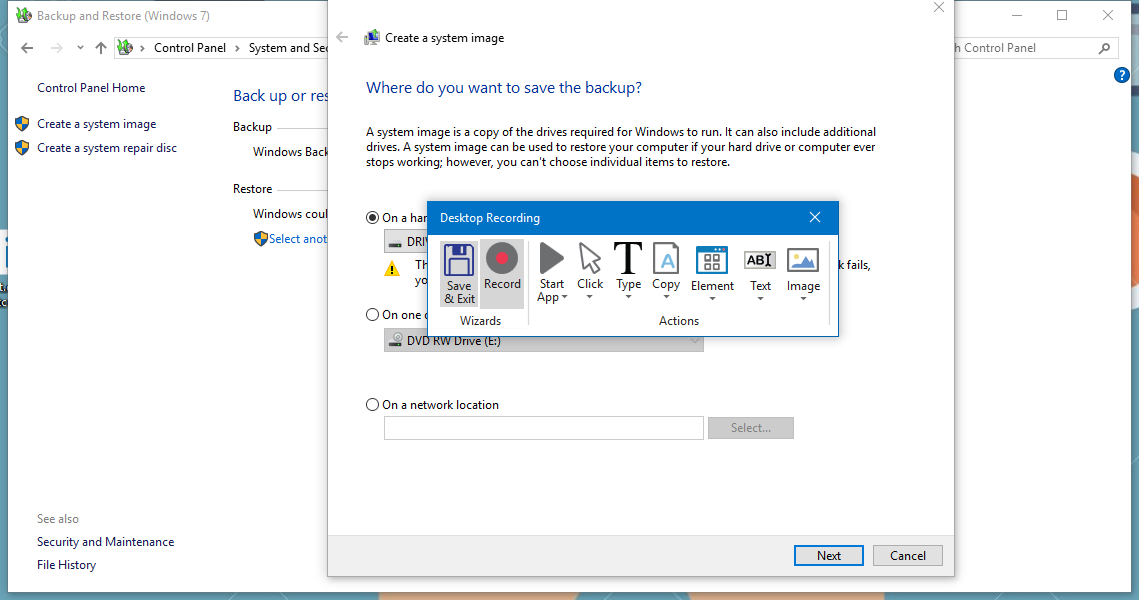 Backup and Restore (Windows 7)
Control Panel
System and Sec
h Control Panel
?
Control Panel Home
Create a system image
Create a system repair disc
Back up or res
Backup
Windows Back
Restore
Windows coul
Select anot
See also
Security and Maintenance
File History
Create a system image
Where do you want to save the backup?
A system image is a copy of the drives required for Windows to run. It can also include additional
drives. A system image can be used to restore your computer if your hard drive or computer ever
stops working; however, you can't choose individual items to restore.
On a har
DRI
Th
k fails,
yo
On one o
DVD RW Drive (E:)
On a network location
Select...
Next
Cancel
Desktop Recording
Save
& Exit
Record
Wizards
Start
App
Click
Type
Copy
Element
Text
Image
Actions